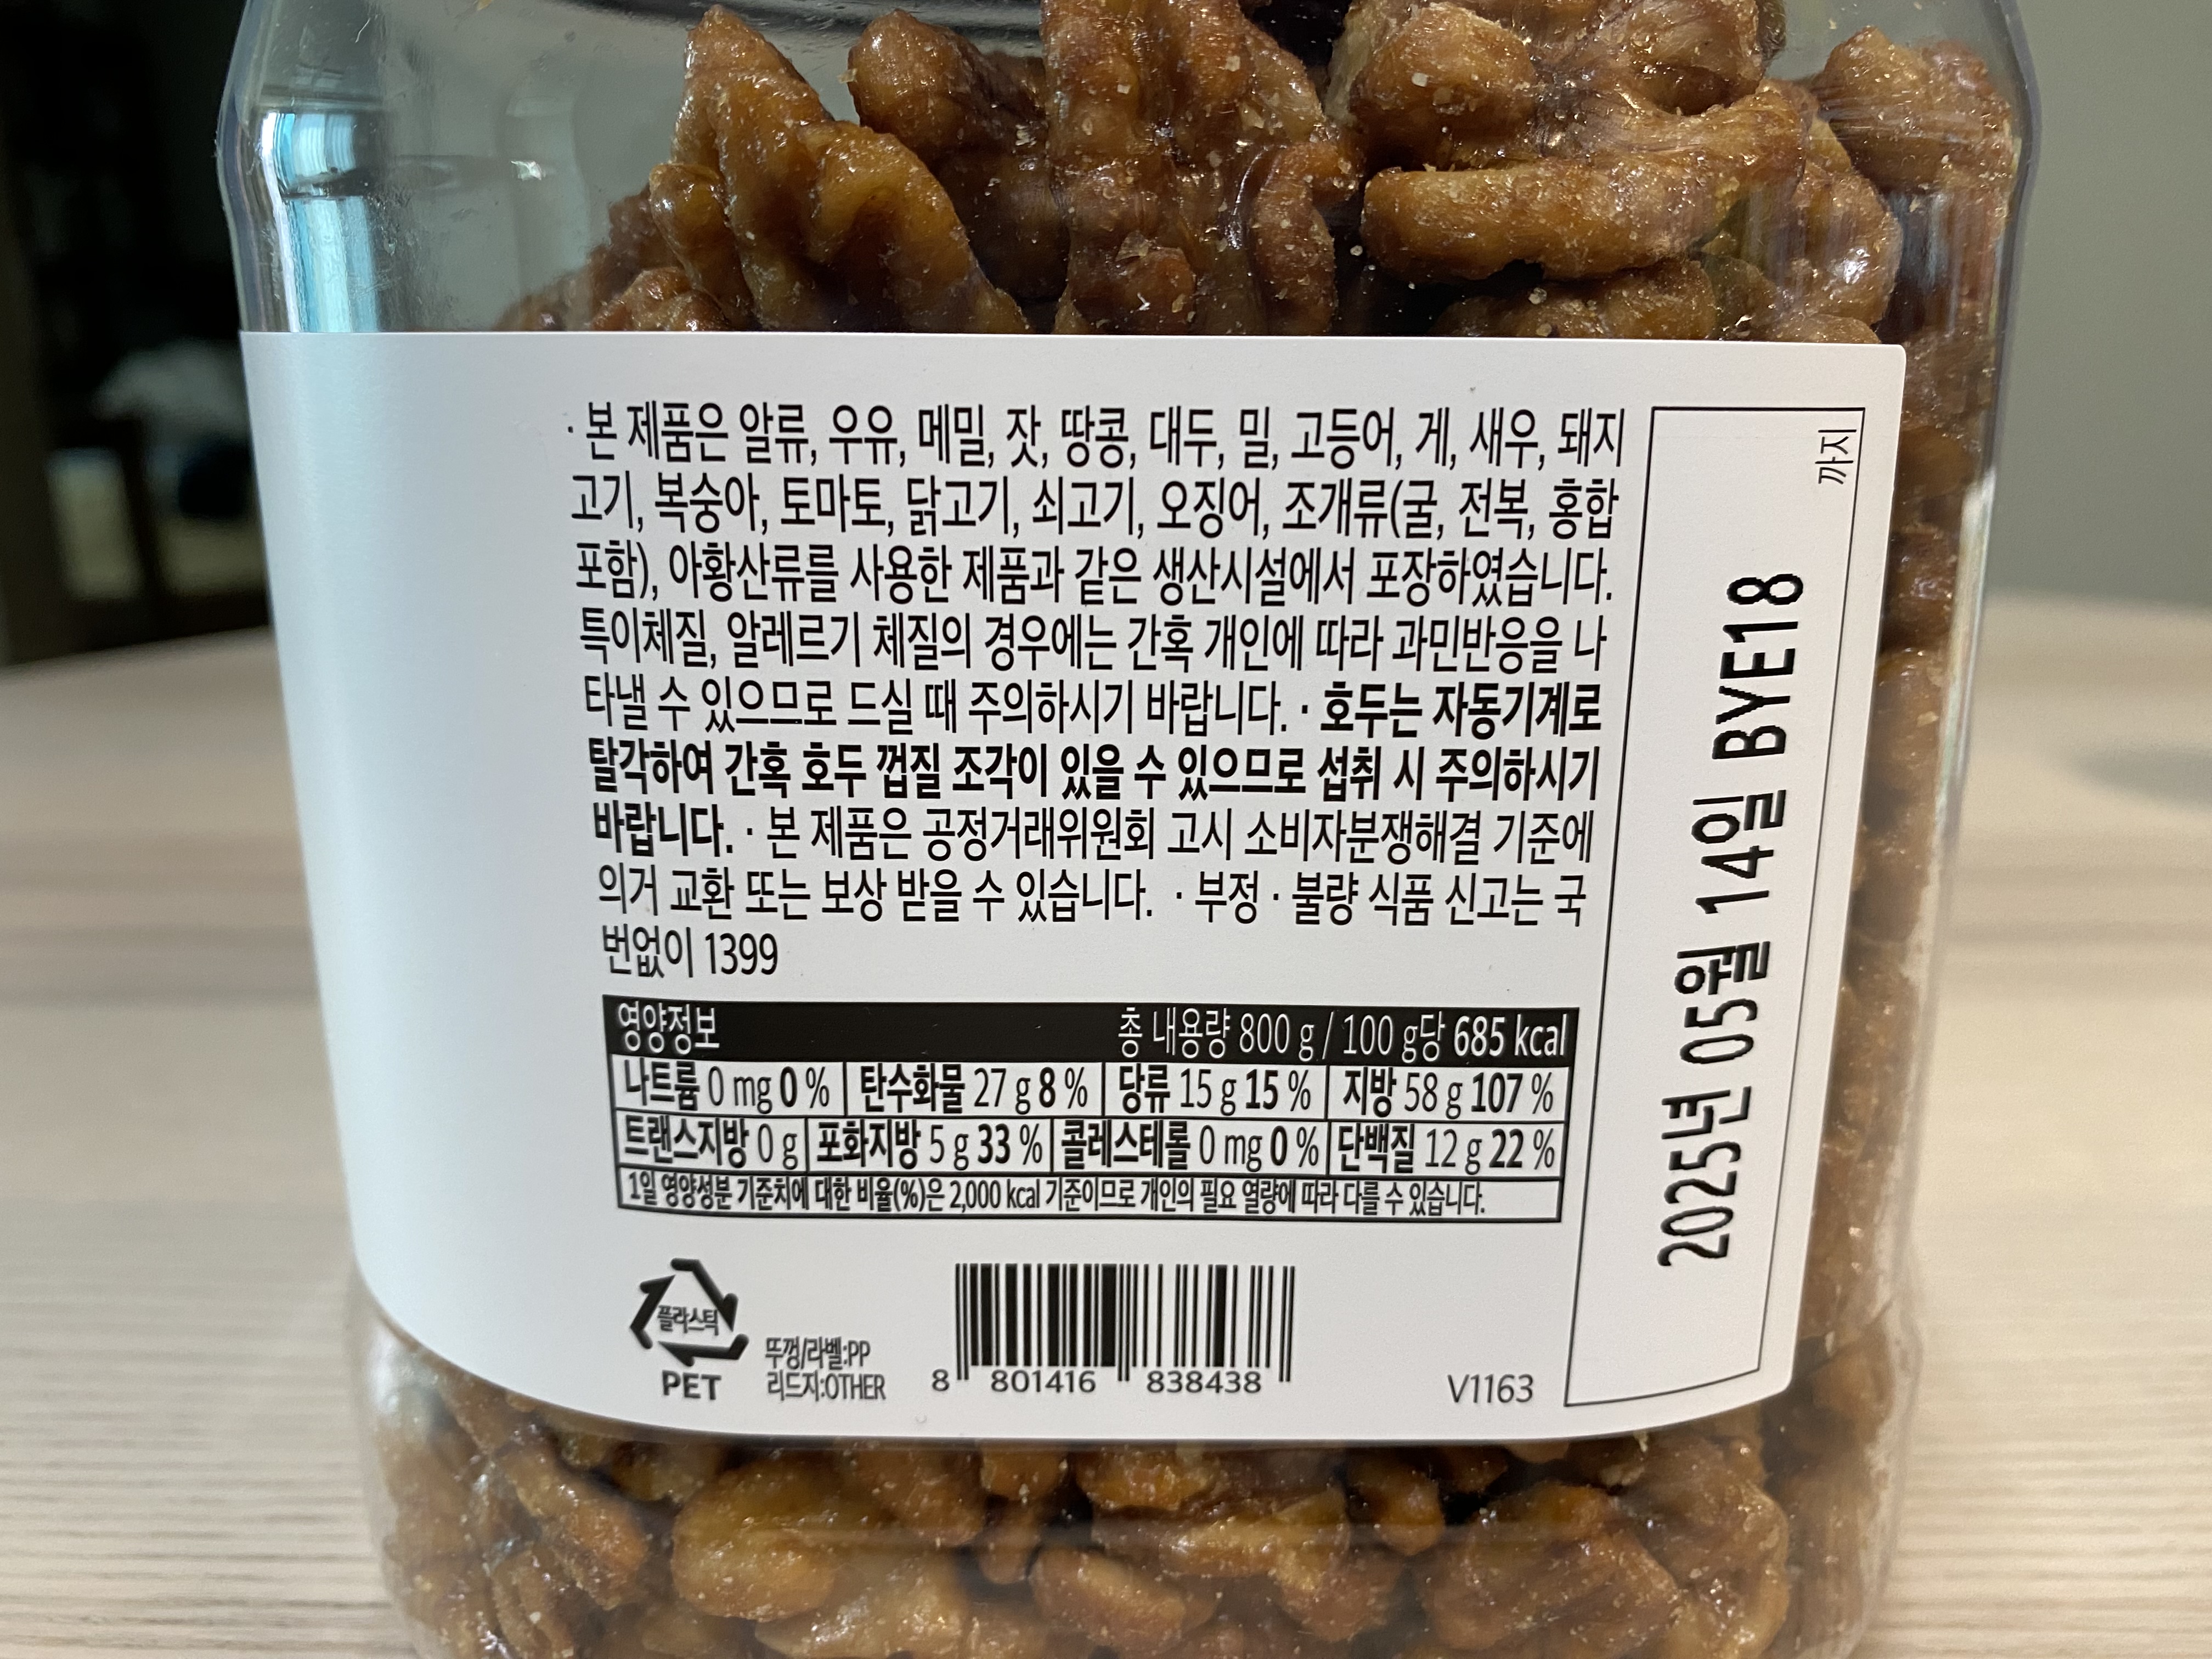 · 본 제품은 알류, 우유, 메밀, 잣, 땅콩, 대두, 밀, 고등어, 게, 새우, 돼지
고기, 복숭아, 토마토, 닭고기, 쇠고기, 오징어, 조개류(굴, 전복, 홍합
포함), 아황산류를 사용한 제품과 같은 생산시설에서 포장하였습니다.
특이체질, 알레르기 체질의 경우에는 간혹 개인에 따라 과민반응을 나
타낼 수 있으므로 드실 때 주의하시기 바랍니다. · 호두는 자동기계로
탈각하여 간혹 호두 껍질 조각이 있을 수 있으므로 섭취 시 주의하시기
바랍니다. · 본 제품은 공정거래위원회 고시 소비자분쟁해결 기준에
의거 교환 또는 보상 받을 수 있습니다. · 부정 · 불량 식품 신고는 국
번없이 1399
영양정보 총 내용량 800 g / 100 g당 685 kcal
나트륨 0 mg 0 % 탄수화물 27 g 8 % 당류 15 g 15 % 지방 58 g 107 %
트랜스지방 0 g 포화지방 5 g 33 % 콜레스테롤 0 mg 0 % 단백질 12 g 22 %
1일 영양성분 기준치에 대한 비율(%)은 2,000 kcal 기준이므로 개인의 필요 열량에 따라 다를 수 있습니다.
플라스틱
PET
뚜껑/라벨:PP
리드지:OTHER
8 801416 838438
V1163
2025년 05월 14일 BYE18
까지